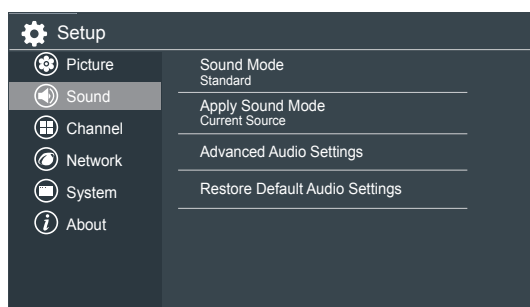 Setup
Picture
Sound
Channel
Network
System
About
Sound Mode
Standard
Apply Sound Mode
Current Source
Advanced Audio Settings
Restore Default Audio Settings